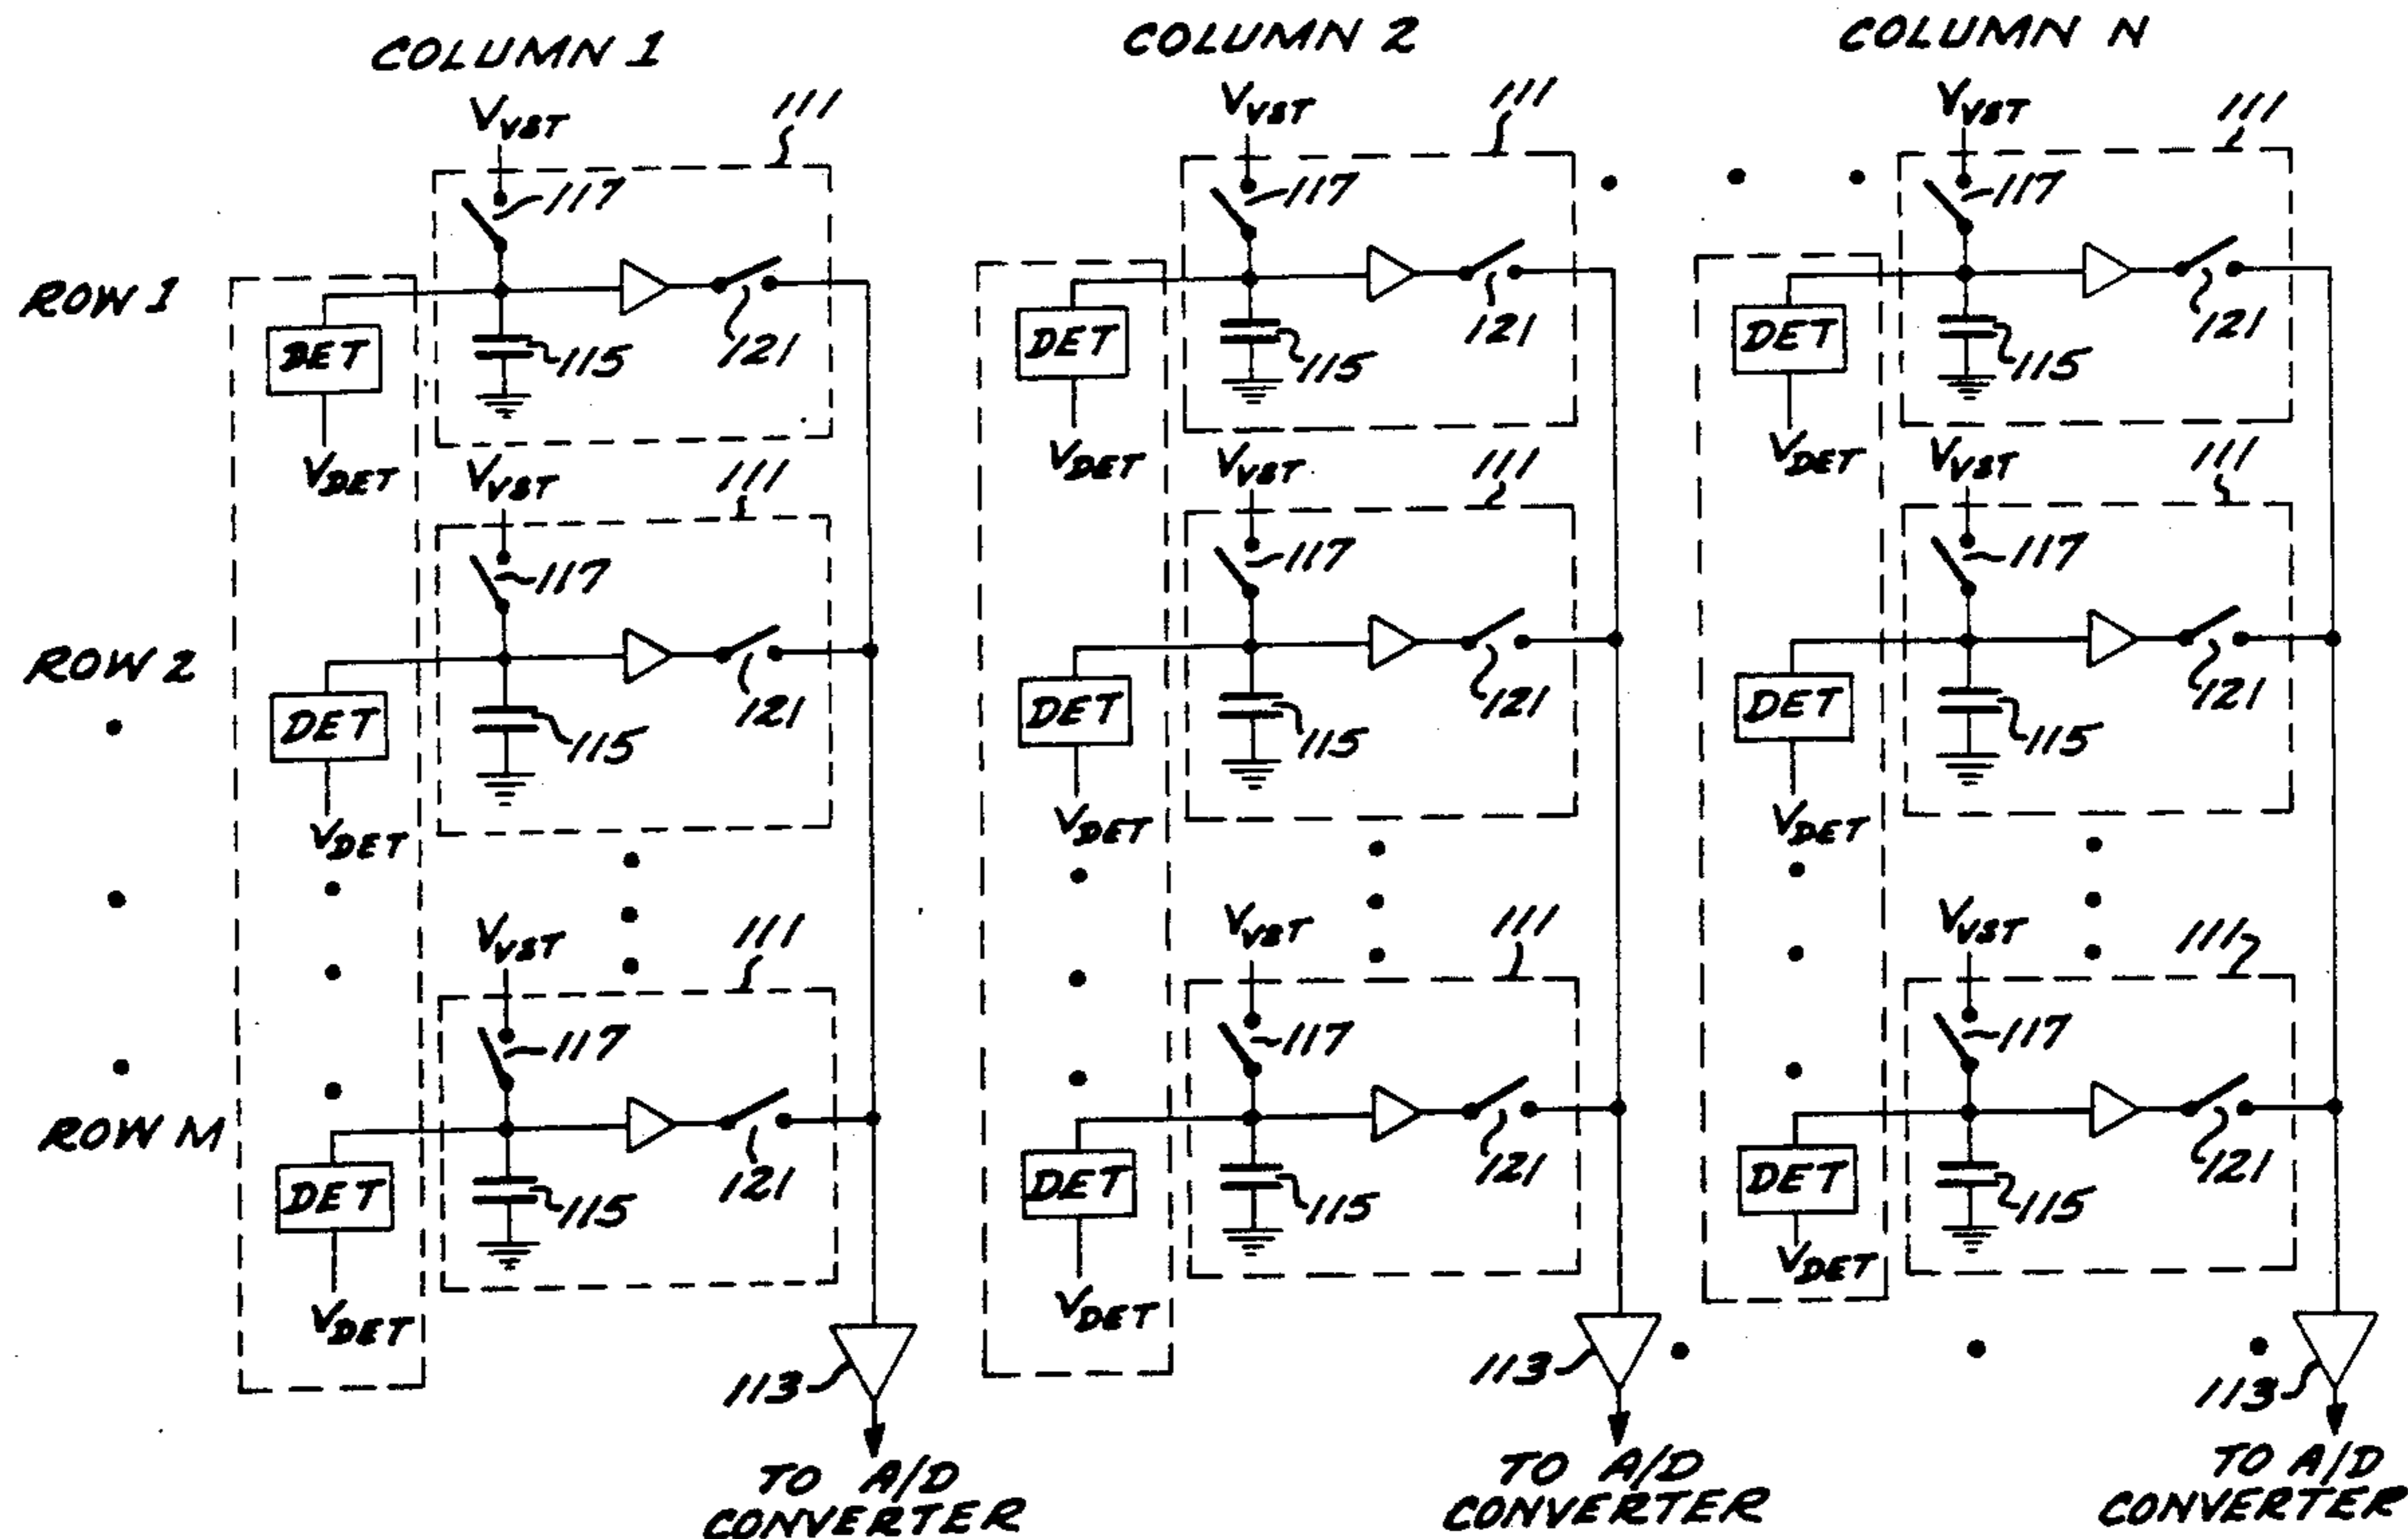 COLUMN 1
COLUMN 2
COLUMN N
VVST
111
VVST
111
VVST
111
117
117
117
ROW 1
121
121
121
DET
115
DET
115
DET
115
VDET
VDET
VDET
VVST
111
VVST
111
VVST
111
117
117
117
ROW 2
121
121
121
DET
115
DET
115
DET
115
VDET
VDET
VDET
VVST
111
VVST
111
VVST
111
117
117
117
ROW M
121
121
121
DET
115
DET
115
DET
115
VDET
VDET
VDET
113
113
113
TO A/D
CONVERTER
TO A/D
CONVERTER
TO A/D
CONVERTER